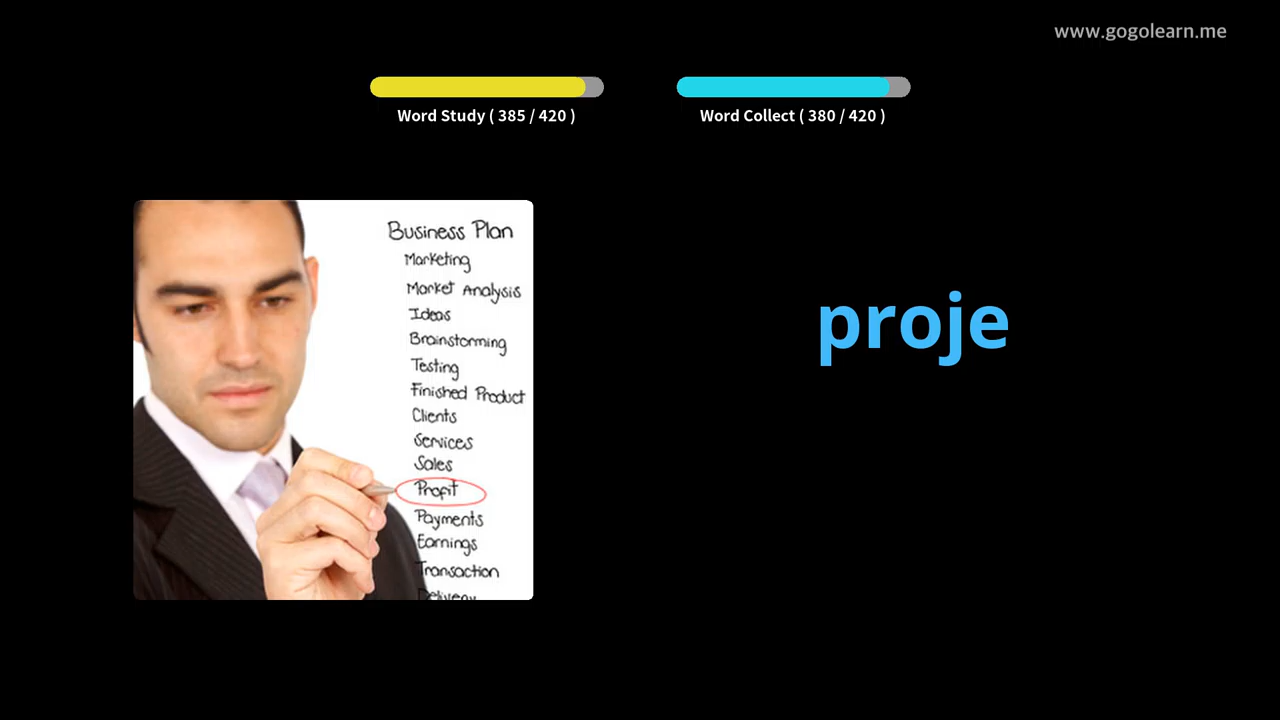 www.gogolearn.me
Word Study ( 385 / 420 )
Word Collect ( 380 / 420 )
Business Plan
Marketing
Market Analysis
Ideas
Brainstorming
Testing
Finished Product
Clients
Services
Sales
Profit
Payments
Earnings
Transaction
Delivery
proje